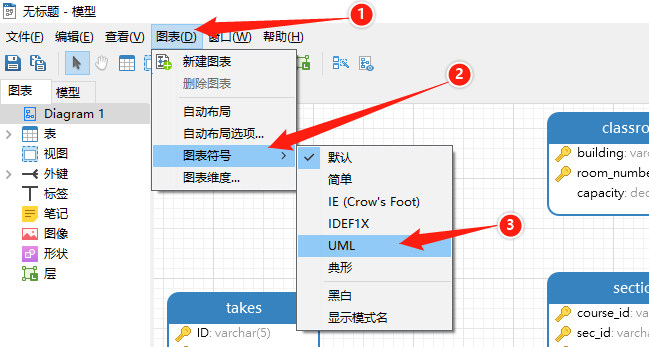 无标题 - 模型
文件(F) 编辑(E) 查看(V) 图表(D) 窗口(W) 帮助(H)
1
新建图表
删除图表
自动布局
自动布局选项...
图表符号
图表维度...
2
默认
简单
IE (Crow's Foot)
IDEF1X
UML
典形
黑白
显示模式名
3
图表 模型
Diagram 1
表
视图
外键
标签
笔记
图像
形状
层
takes
ID: varchar(5)
classro
building: varc
room_numbe
capacity: dec
sectio
course_id:
sec_id: varc